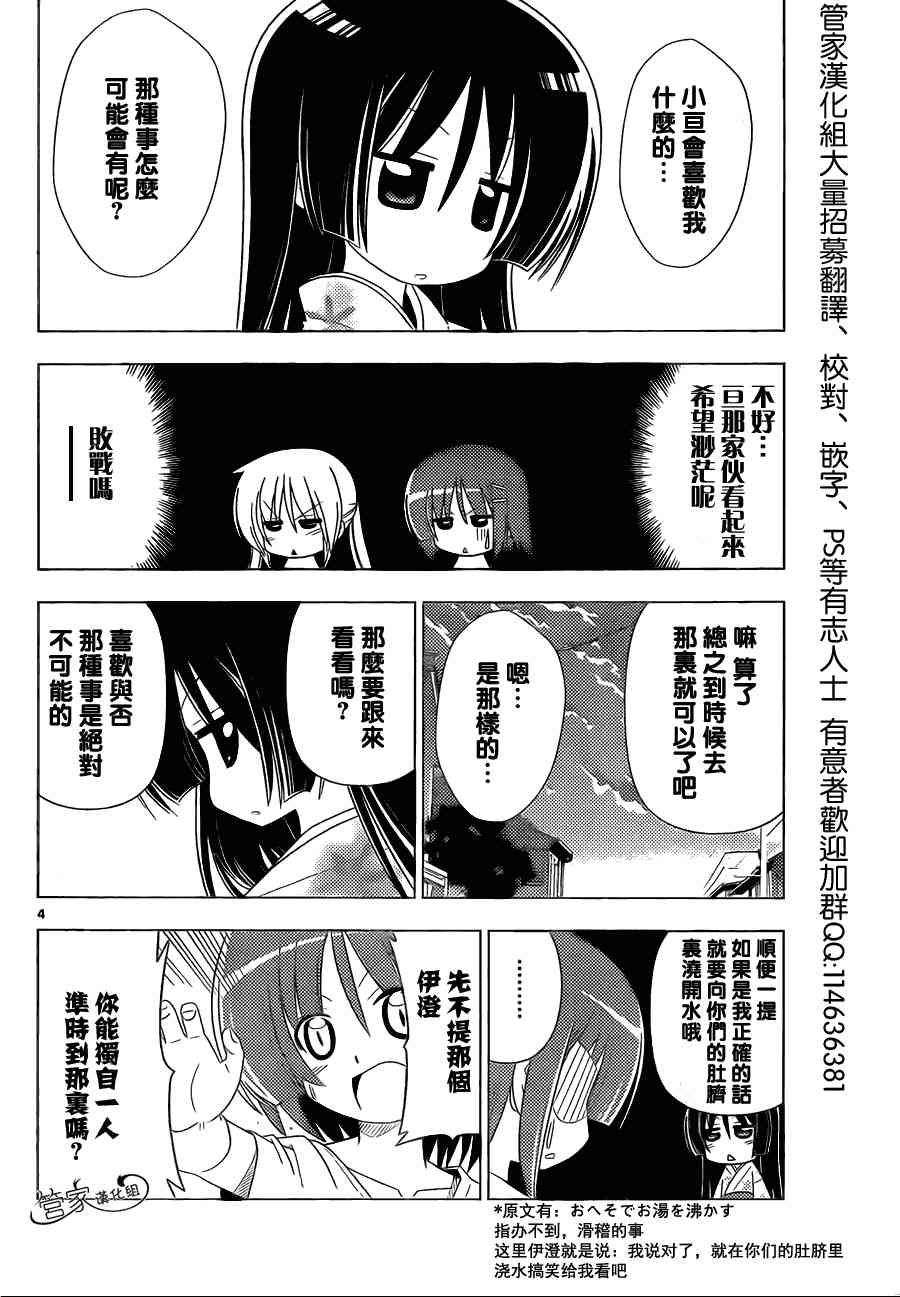 小亘會喜歡我
什麼的…
那種事怎麼
可能會有呢?
不好…
亘那家伙看起來
希望渺茫呢
敗戰嗎
——
嘛 算了
總之到時候去
那裏就可以了吧
嗯…
是那樣的…
那麼要跟來
看看嗎?
喜歡與否
那種事是絕對
不可能的
4
順便一提
如果是我正確的話
就要向你們的肚臍
裏澆開水哦
………
先不提那個
伊澄
你能獨自一人
準時到那裏嗎?
管家漢化組
*原文有: おへそでお湯を沸かす
指办不到，滑稽的事
这里伊澄就是说: 我说对了，就在你们的肚脐里
浇水搞笑给我看吧
管家漢化組大量招募翻譯、校對、嵌字、PS等有志人士 有意者歡迎加群QQ:114636381